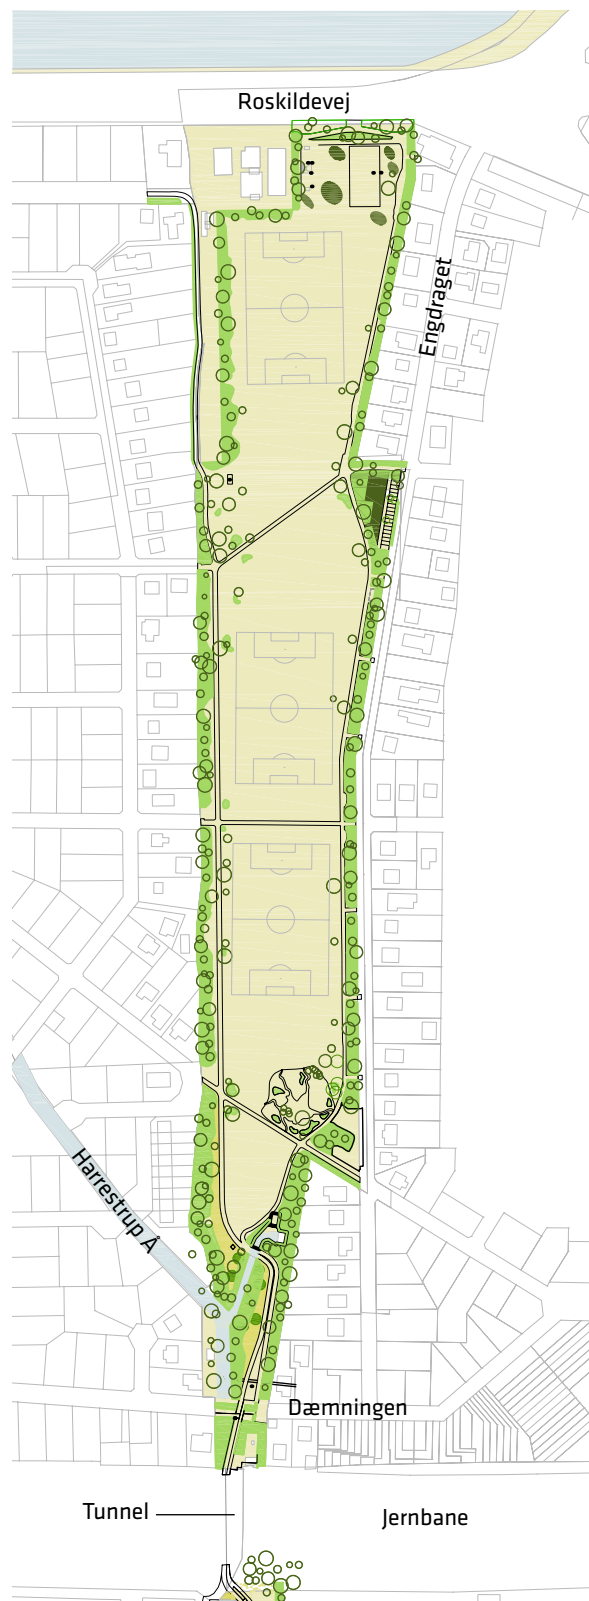 Roskildevej
Engdraget
Harrestrup Å
Dæmningen
Tunnel
Jernbane